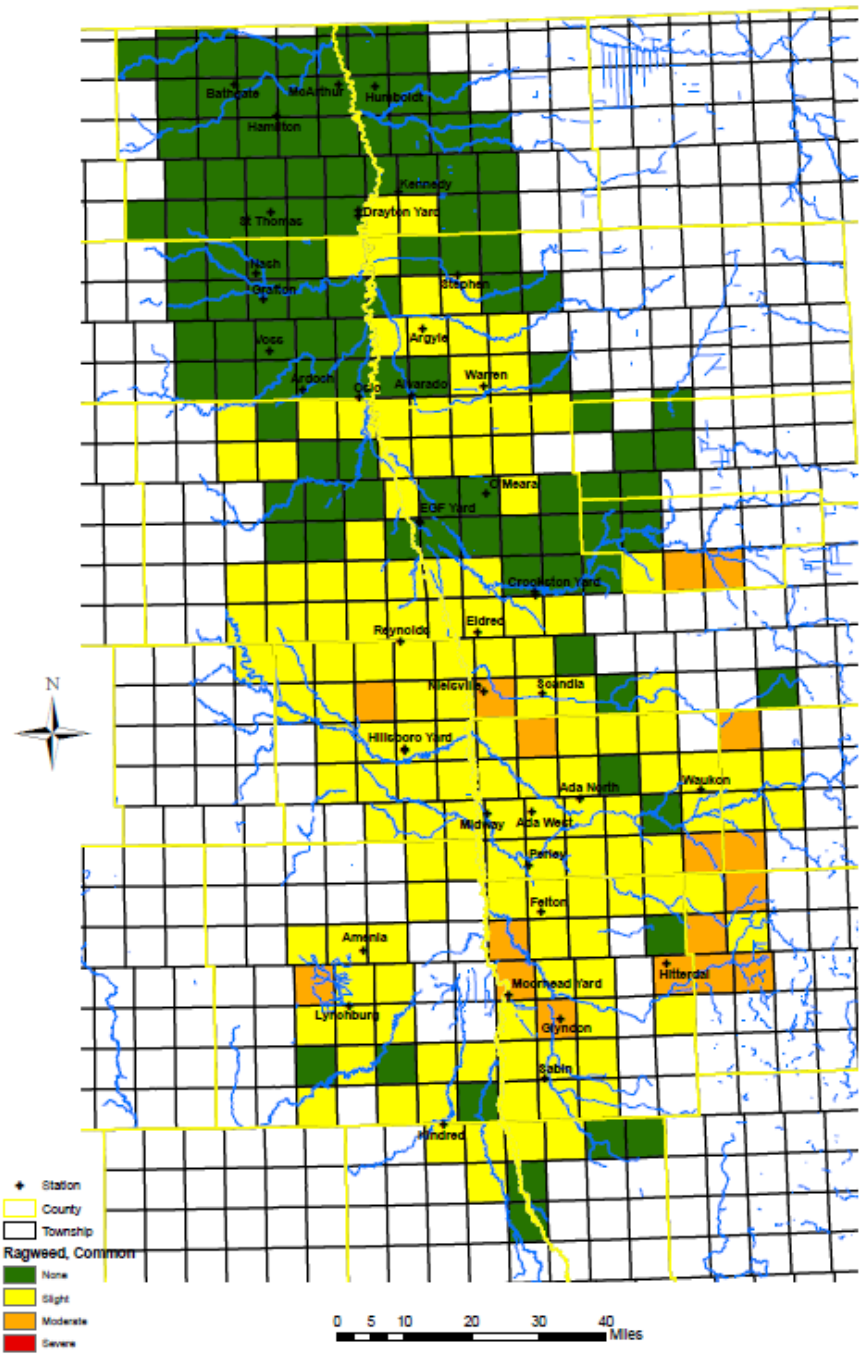 Bathgate
McArthur
Humboldt
Hamilton
Kennedy
St Thomas
Drayton Yard
Nash
Grafton
Stephen
Voss
Argyle
Ardoch
Oslo
Alvarado
Warren
O'Meara
EGF Yard
Crookston Yard
Reynolds
Eldred
Nielsville
Scandia
N
Hillsboro Yard
Ada North
Waukon
Midway
Ada West
Perley
Felton
Amenia
Hitterdal
Moorhead Yard
Lynchburg
Glyndon
Sabin
Kindred
Station
County
Township
Ragweed, Common
None
Slight
Moderate
Severe
0 5 10 20 30 40
Miles